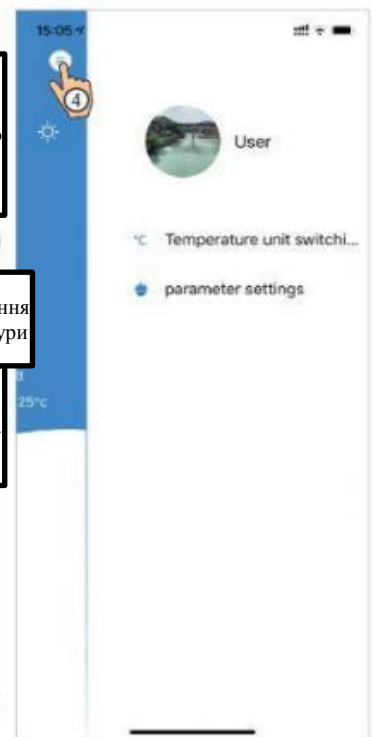 15:05
4
User
°C Temperature unit switchi...
parameter settings
ння
ури
25°c